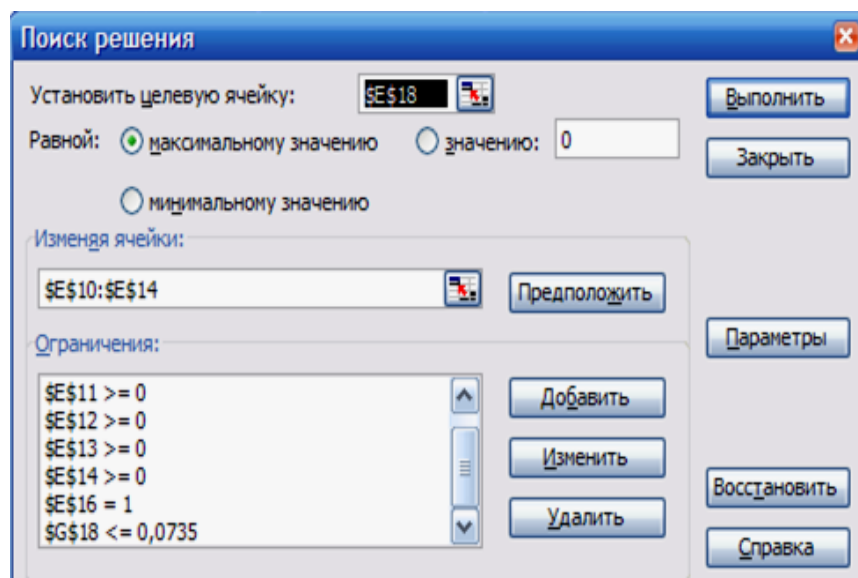 Поиск решения
Установить целевую ячейку: $E$18
Выполнить
Равной: максимальному значению значению: 0
Закрыть
минимальному значению
Изменяя ячейки:
$E$10:$E$14
Предположить
Параметры
Ограничения:
$E$11 >= 0
$E$12 >= 0
$E$13 >= 0
$E$14 >= 0
$E$16 = 1
$G$18 <= 0,0735
Добавить
Изменить
Удалить
Восстановить
Справка